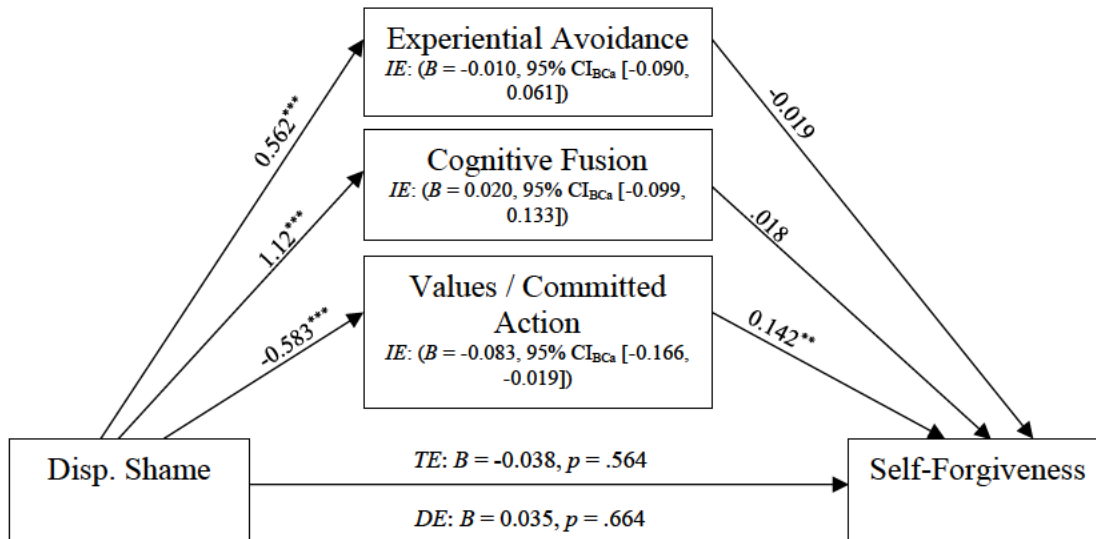 Experiential Avoidance
IE: (B = -0.010, 95% CIBCa [-0.090,
0.061])
0.562***
-0.019
Cognitive Fusion
IE: (B = 0.020, 95% CIBCa [-0.099,
0.133])
1.12***
.018
Values / Committed
Action
IE: (B = -0.083, 95% CIBCa [-0.166,
-0.019])
-0.583***
0.142**
Disp. Shame
TE: B = -0.038, p = .564
DE: B = 0.035, p = .664
Self-Forgiveness